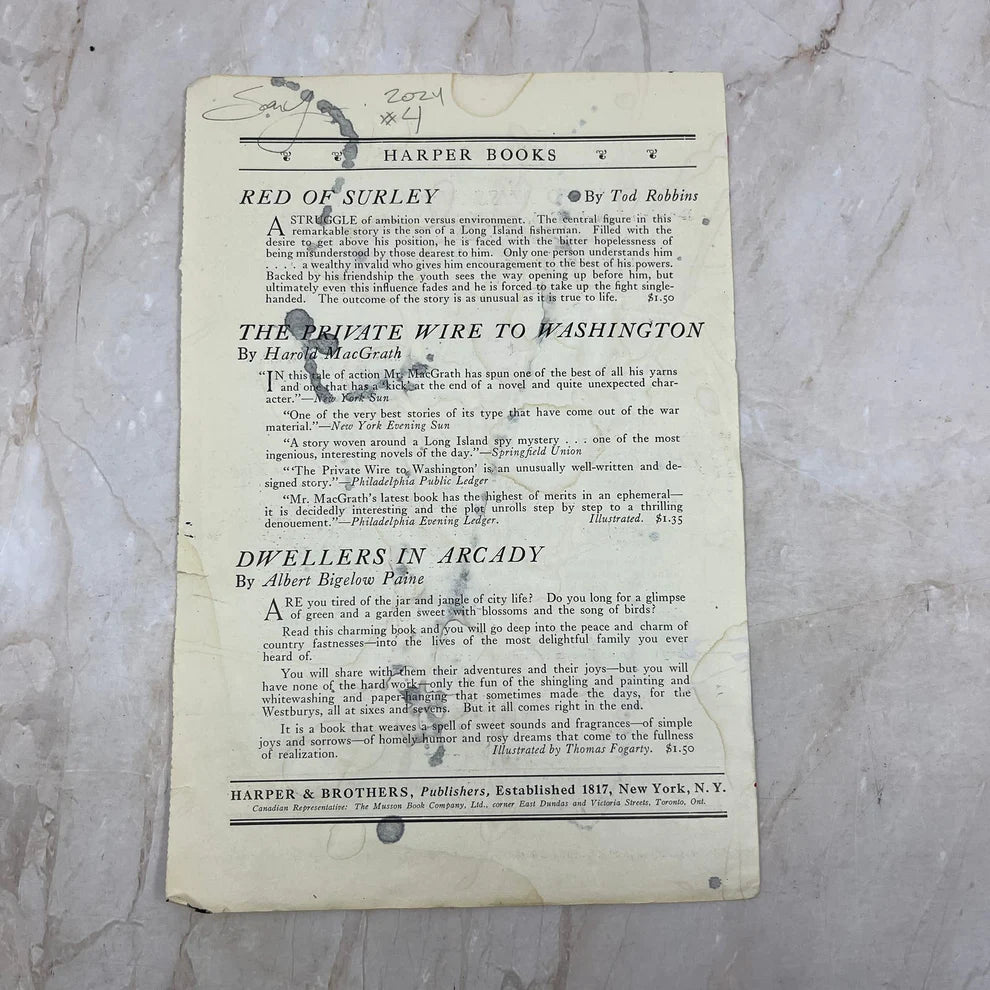 2024
#4
HARPER BOOKS
RED OF SURLEY By Tod Robbins
A STRUGGLE of ambition versus environment. The central figure in this
remarkable story is the son of a Long Island fisherman. Filled with the
desire to get above his position, he is faced with the bitter hopelessness of
being misunderstood by those dearest to him. Only one person understands him
. . . . a wealthy invalid who gives him encouragement to the best of his powers.
Backed by his friendship the youth sees the way opening up before him, but
ultimately even this influence fades and he is forced to take up the fight single-
handed. The outcome of the story is as unusual as it is true to life. $1.50
THE PRIVATE WIRE TO WASHINGTON
By Harold MacGrath
“IN this tale of action Mr. MacGrath has spun one of the best of all his yarns
and one that has a kick at the end of a novel and quite unexpected char-
acter.”—New York Sun
“One of the very best stories of its type that have come out of the war
material.”—New York Evening Sun
“A story woven around a Long Island spy mystery . . . one of the most
ingenious, interesting novels of the day.”—Springfield Union
“‘The Private Wire to Washington’ is an unusually well-written and de-
signed story.”—Philadelphia Public Ledger
“Mr. MacGrath’s latest book has the highest of merits in an ephemeral—
it is decidedly interesting and the plot unrolls step by step to a thrilling
denouement.”—Philadelphia Evening Ledger. Illustrated. $1.35
DWELLERS IN ARCADY
By Albert Bigelow Paine
ARE you tired of the jar and jangle of city life? Do you long for a glimpse
of green and a garden sweet with blossoms and the song of birds?
Read this charming book and you will go deep into the peace and charm of
country fastnesses—into the lives of the most delightful family you ever
heard of.
You will share with them their adventures and their joys—but you will
have none of the hard work—only the fun of the shingling and painting and
whitewashing and paper-hanging that sometimes made the days, for the
Westburys, all at sixes and sevens. But it all comes right in the end.
It is a book that weaves a spell of sweet sounds and fragrances—of simple
joys and sorrows—of homely humor and rosy dreams that come to the fullness
of realization. Illustrated by Thomas Fogarty. $1.50
HARPER & BROTHERS, Publishers, Established 1817, New York, N. Y.
Canadian Representative: The Musson Book Company, Ltd., corner East Dundas and Victoria Streets, Toronto, Ont.